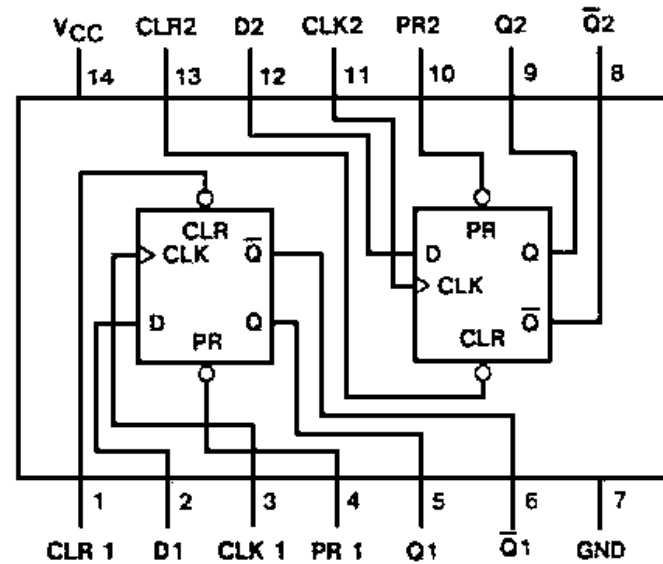 VCC CLR2 D2 CLK2 PR2 Q2 Q̅2
14 13 12 11 10 9 8
CLR
CLK Q̅
D Q
PR
PR
D Q
CLK
Q̅
CLR
1 2 3 4 5 6 7
CLR 1 D1 CLK 1 PR 1 Q1 Q̅1 GND